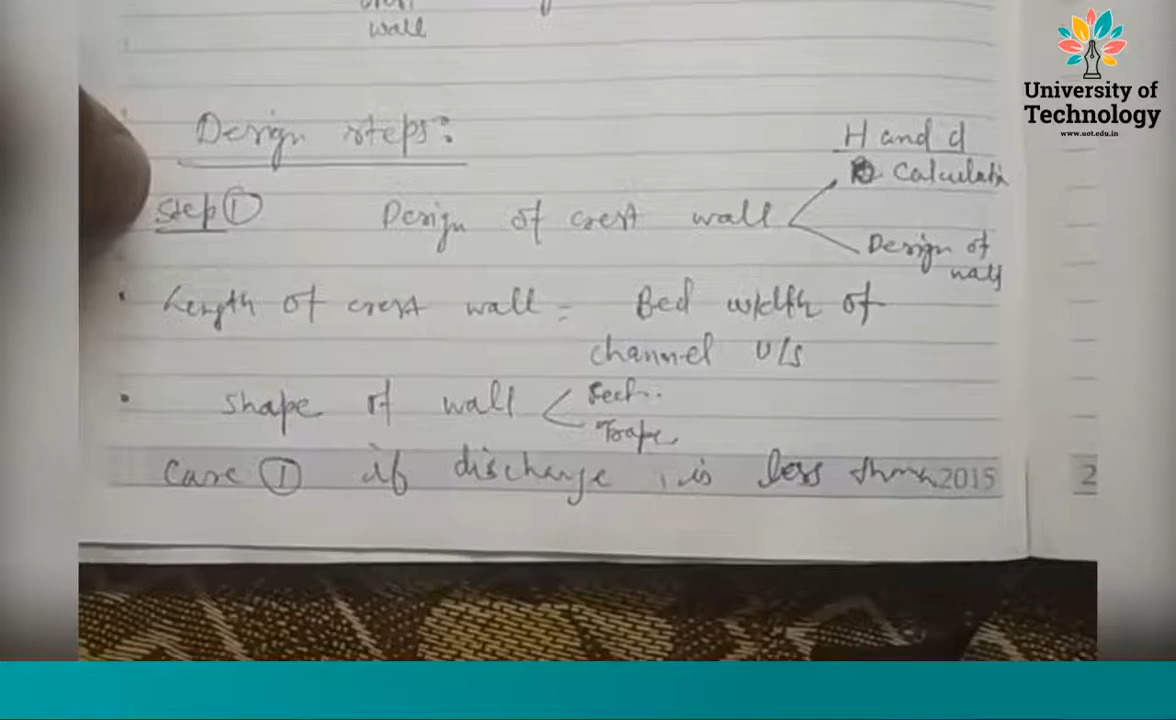 wall
University of
Technology
www.uot.edu.in
Design steps:
H and d
Calculati
Step ① Design of crest wall
Design of
wall
• Length of crest wall = Bed width of
channel U/S
• Shape of wall Rect.
Trape
Case ① if discharge is less than 2015
2